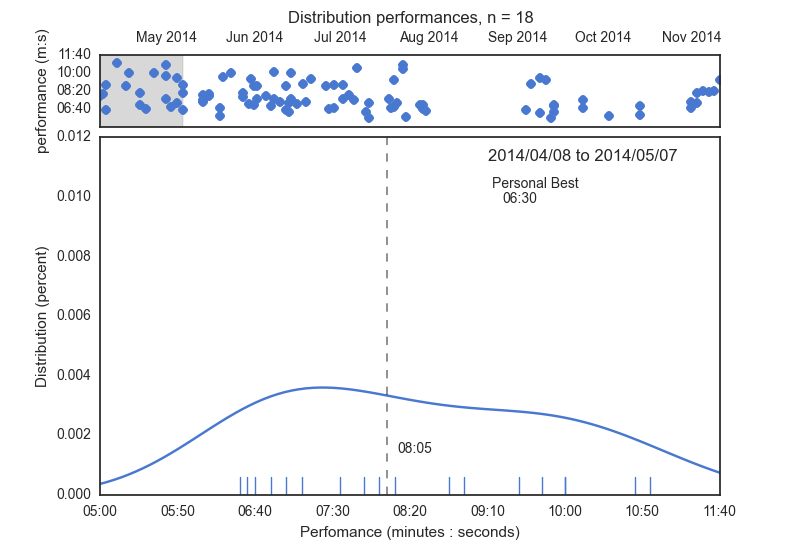 Distribution performances, n = 18
May 2014 Jun 2014 Jul 2014 Aug 2014 Sep 2014 Oct 2014 Nov 2014
performance (m:s)
11:40
10:00
08:20
06:40
Distribution (percent)
0.012
0.010
0.008
0.006
0.004
0.002
0.000
2014/04/08 to 2014/05/07
Personal Best
06:30
08:05
05:00 05:50 06:40 07:30 08:20 09:10 10:00 10:50 11:40
Perfomance (minutes : seconds)